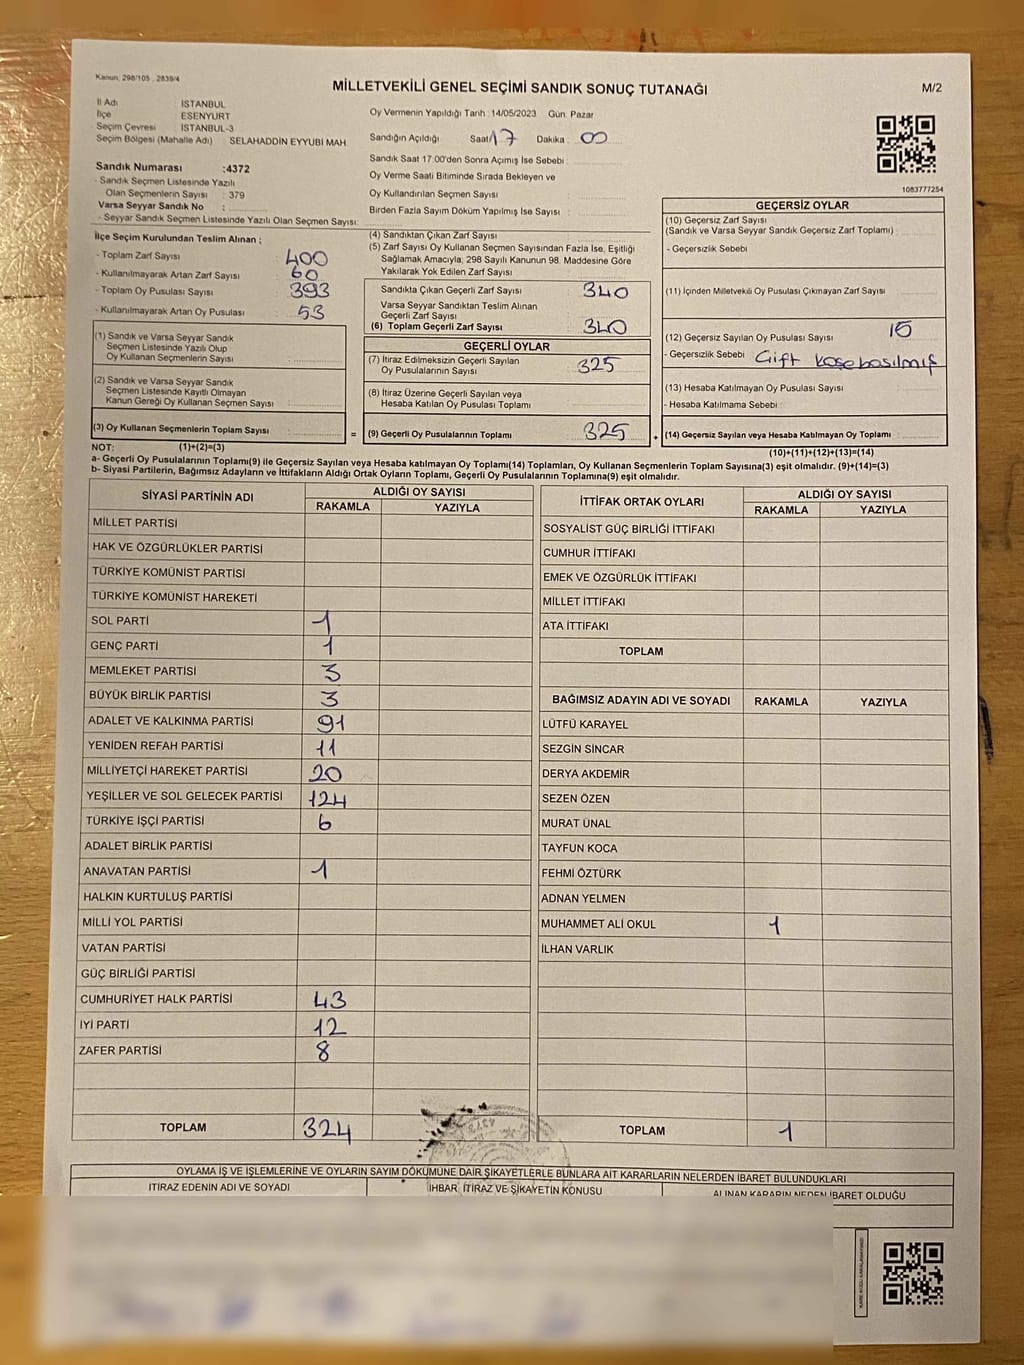 Kanun: 298/105 , 2839/4
MİLLETVEKİLİ GENEL SEÇİMİ SANDIK SONUÇ TUTANAĞI
M/2
İl Adı : İSTANBUL
İlçe : ESENYURT
Seçim Çevresi : İSTANBUL-3
Seçim Bölgesi (Mahalle Adı) : SELAHADDİN EYYUBİ MAH.
Sandık Numarası :4372
- Sandık Seçmen Listesinde Yazılı
Olan Seçmenlerin Sayısı : 379
Varsa Seyyar Sandık No :
- Seyyar Sandık Seçmen Listesinde Yazılı Olan Seçmen Sayısı:
Oy Vermenin Yapıldığı Tarih : 14/05/2023 Gün: Pazar
Sandığın Açıldığı Saat: 17 Dakika : 00
Sandık Saat 17:00'den Sonra Açımış İse Sebebi :
Oy Verme Saati Bitiminde Sırada Bekleyen ve
Oy Kullandırılan Seçmen Sayısı :
Birden Fazla Sayım Döküm Yapılmış İse Sayısı :
1083777254
İlçe Seçim Kurulundan Teslim Alınan ;
- Toplam Zarf Sayısı : 400
- Kullanılmayarak Artan Zarf Sayısı : 60
- Toplam Oy Pusulası Sayısı : 393
- Kullanılmayarak Artan Oy Pusulası : 53
(1) Sandık ve Varsa Seyyar Sandık
Seçmen Listesinde Yazılı Olup
Oy Kullanan Seçmenlerin Sayısı :
(2) Sandık ve Varsa Seyyar Sandık
Seçmen Listesinde Kayıtlı Olmayan
Kanun Gereği Oy Kullanan Seçmen Sayısı :
(3) Oy Kullanan Seçmenlerin Toplam Sayısı :
(4) Sandıktan Çıkan Zarf Sayısı :
(5) Zarf Sayısı Oy Kullanan Seçmen Sayısından Fazla İse, Eşitliği
Sağlamak Amacıyla, 298 Sayılı Kanunun 98. Maddesine Göre
Yakılarak Yok Edilen Zarf Sayısı :
Sandıkta Çıkan Geçerli Zarf Sayısı : 340
Varsa Seyyar Sandıktan Teslim Alınan
Geçerli Zarf Sayısı :
(6) Toplam Geçerli Zarf Sayısı : 340
GEÇERLİ OYLAR
(7) İtiraz Edilmeksizin Geçerli Sayılan
Oy Pusulalarının Sayısı : 325
(8) İtiraz Üzerine Geçerli Sayılan veya
Hesaba Katılan Oy Pusulası Toplamı :
= (9) Geçerli Oy Pusulalarının Toplamı : 325 +
GEÇERSİZ OYLAR
(10) Geçersiz Zarf Sayısı
(Sandık ve Varsa Seyyar Sandık Geçersiz Zarf Toplamı) :
- Geçersizlik Sebebi :
(11) İçinden Milletvekili Oy Pusulası Çıkmayan Zarf Sayısı :
(12) Geçersiz Sayılan Oy Pusulası Sayısı : 15
- Geçersizlik Sebebi : Çift kaşe basılmış
(13) Hesaba Katılmayan Oy Pusulası Sayısı :
- Hesaba Katılmama Sebebi :
(14) Geçersiz Sayılan veya Hesaba Katılmayan Oy Toplamı :
NOT: (1)+(2)=(3)
(10)+(11)+(12)+(13)=(14)
a- Geçerli Oy Pusulalarının Toplamı(9) ile Geçersiz Sayılan veya Hesaba katılmayan Oy Toplamı(14) Toplamları, Oy Kullanan Seçmenlerin Toplam Sayısına(3) eşit olmalıdır. (9)+(14)=(3)
b- Siyasi Partilerin, Bağımsız Adayların ve İttifakların Aldığı Ortak Oyların Toplamı, Geçerli Oy Pusulalarının Toplamına(9) eşit olmalıdır.
SİYASİ PARTİNİN ADI
ALDIĞI OY SAYISI
RAKAMLA YAZIYLA
MİLLET PARTİSİ
HAK VE ÖZGÜRLÜKLER PARTİSİ
TÜRKİYE KOMÜNİST PARTİSİ
TÜRKİYE KOMÜNİST HAREKETİ
SOL PARTİ 1
GENÇ PARTİ 1
MEMLEKET PARTİSİ 3
BÜYÜK BİRLİK PARTİSİ 3
ADALET VE KALKINMA PARTİSİ 91
YENİDEN REFAH PARTİSİ 11
MİLLİYETÇİ HAREKET PARTİSİ 20
YEŞİLLER VE SOL GELECEK PARTİSİ 124
TÜRKİYE İŞÇİ PARTİSİ 6
ADALET BİRLİK PARTİSİ
ANAVATAN PARTİSİ 1
HALKIN KURTULUŞ PARTİSİ
MİLLİ YOL PARTİSİ
VATAN PARTİSİ
GÜÇ BİRLİĞİ PARTİSİ
CUMHURİYET HALK PARTİSİ 43
İYİ PARTİ 12
ZAFER PARTİSİ 8
TOPLAM 324
İTTİFAK ORTAK OYLARI
ALDIĞI OY SAYISI
RAKAMLA YAZIYLA
SOSYALİST GÜÇ BİRLİĞİ İTTİFAKI
CUMHUR İTTİFAKI
EMEK VE ÖZGÜRLÜK İTTİFAKI
MİLLET İTTİFAKI
ATA İTTİFAKI
TOPLAM
BAĞIMSIZ ADAYIN ADI VE SOYADI RAKAMLA YAZIYLA
LÜTFÜ KARAYEL
SEZGİN SİNCAR
DERYA AKDEMİR
SEZEN ÖZEN
MURAT ÜNAL
TAYFUN KOCA
FEHMİ ÖZTÜRK
ADNAN YELMEN
MUHAMMET ALİ OKUL 1
İLHAN VARLIK
TOPLAM 1
OYLAMA İŞ VE İŞLEMLERİNE VE OYLARIN SAYIM DÖKÜMÜNE DAİR ŞİKAYETLERLE BUNLARA AİT KARARLARIN NELERDEN İBARET BULUNDUKLARI
İTİRAZ EDENİN ADI VE SOYADI
İHBAR, İTİRAZ VE ŞİKAYETİN KONUSU
ALINAN KARARIN NEDEN İBARET OLDUĞU